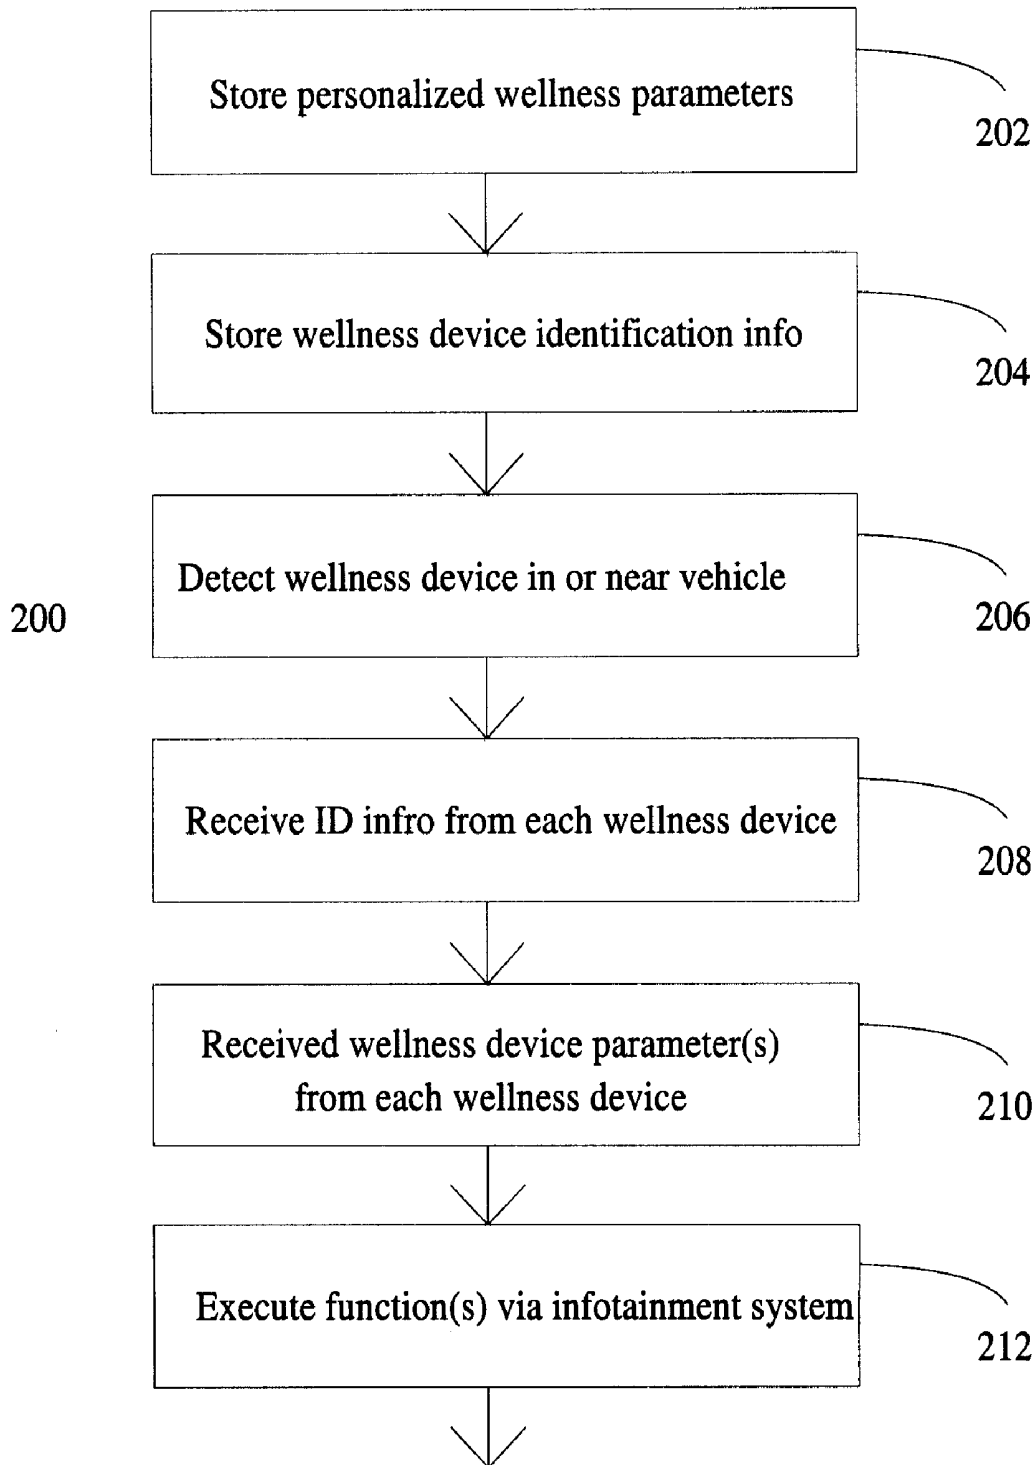 Store personalized wellness parameters
202
Store wellness device identification info
204
Detect wellness device in or near vehicle
200
206
Receive ID infro from each wellness device
208
Received wellness device parameter(s)
from each wellness device
210
Execute function(s) via infotainment system
212